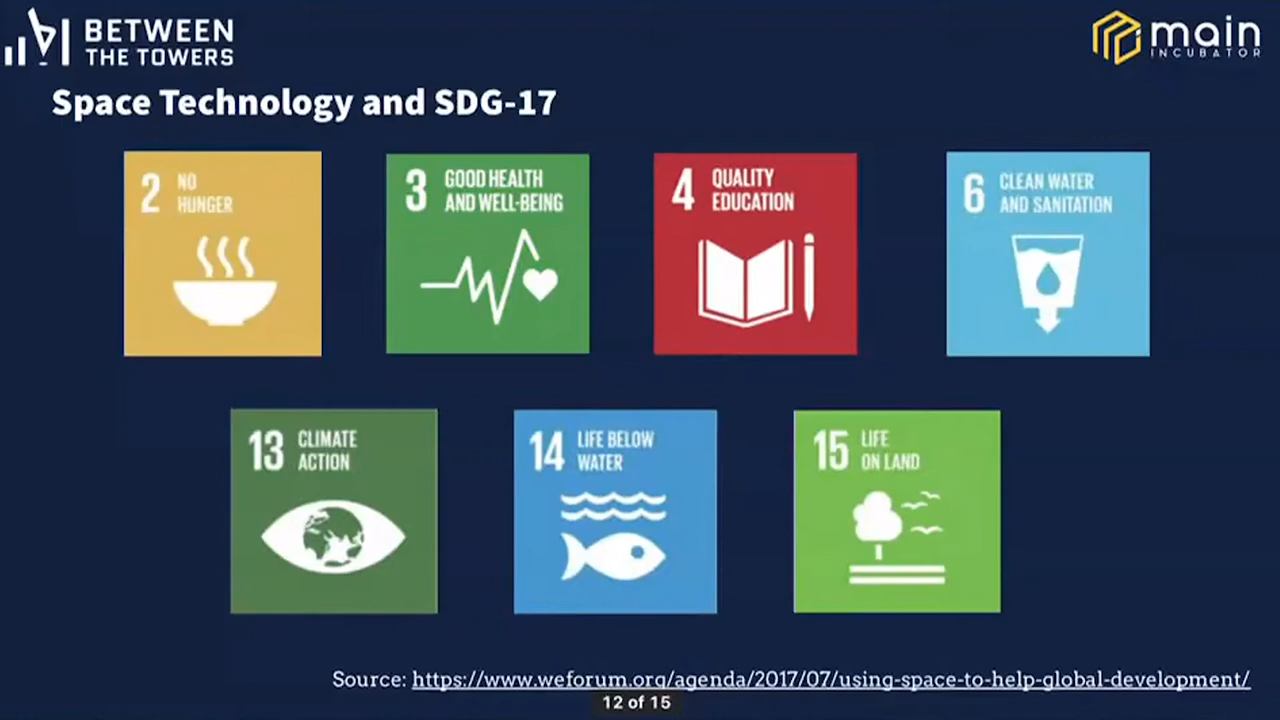 BETWEEN
THE TOWERS
main
INCUBATOR
Space Technology and SDG-17
2 NO
HUNGER
3 GOOD HEALTH
AND WELL-BEING
4 QUALITY
EDUCATION
6 CLEAN WATER
AND SANITATION
13 CLIMATE
ACTION
14 LIFE BELOW
WATER
15 LIFE
ON LAND
Source: https://www.weforum.org/agenda/2017/07/using-space-to-help-global-development/
12 of 15